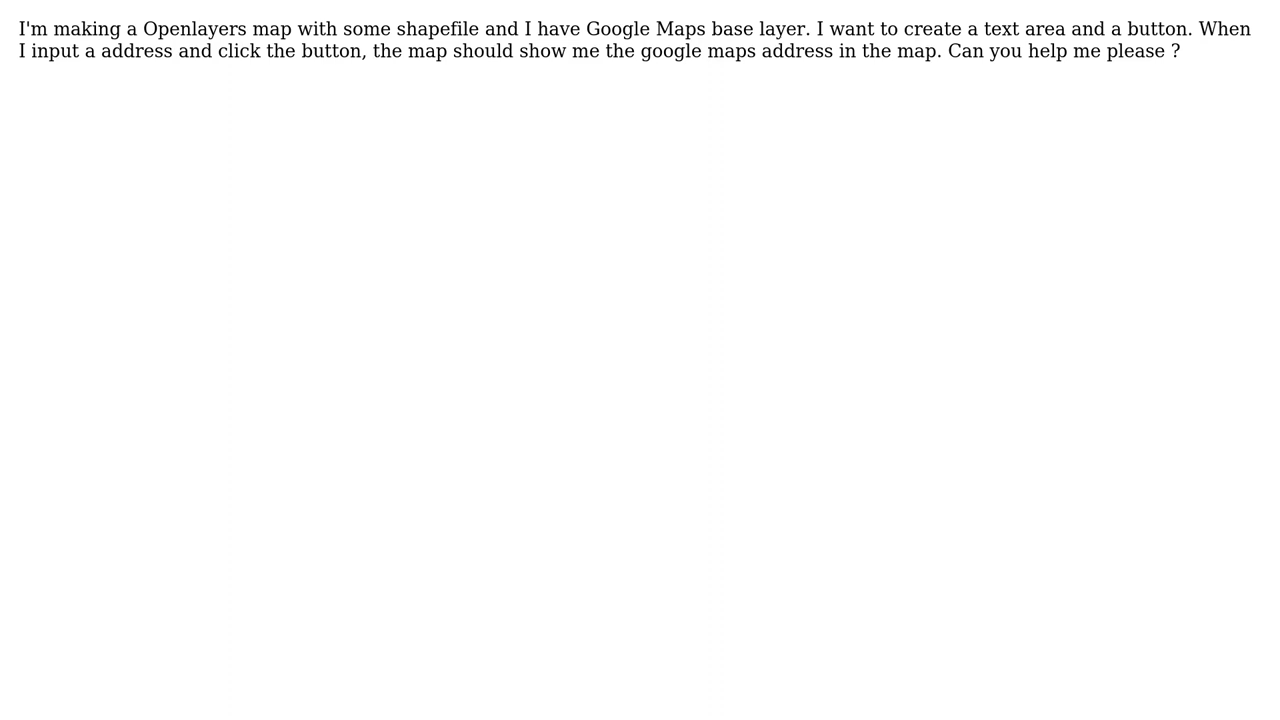 I'm making a Openlayers map with some shapefile and I have Google Maps base layer. I want to create a text area and a button. When
I input a address and click the button, the map should show me the google maps address in the map. Can you help me please ?